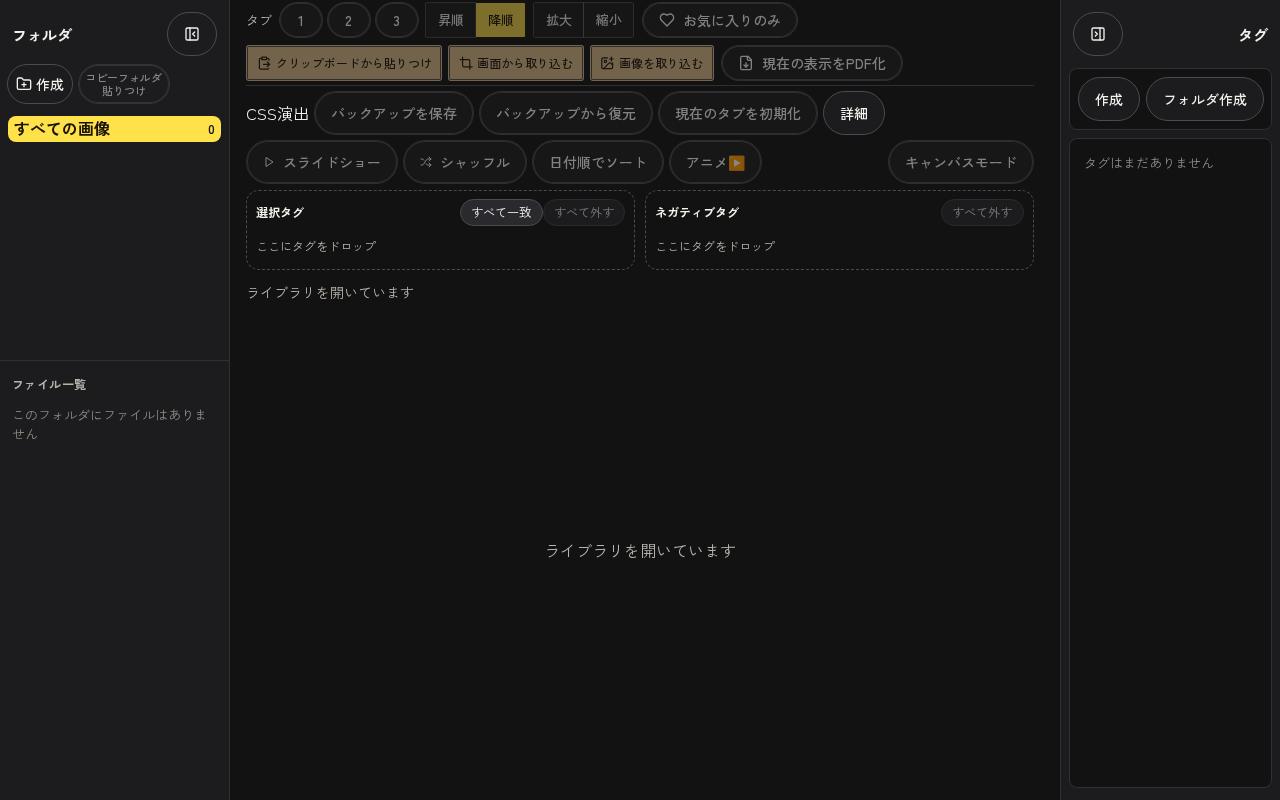 フォルダ
作成
コピーフォルダ
貼りつけ
すべての画像 0
ファイル一覧
このフォルダにファイルはありま
せん
タブ 1 2 3 昇順 降順 拡大 縮小 お気に入りのみ
クリップボードから貼りつけ 画面から取り込む 画像を取り込む 現在の表示をPDF化
CSS演出 バックアップを保存 バックアップから復元 現在のタブを初期化 詳細
スライドショー シャッフル 日付順でソート アニメ▶ キャンバスモード
選択タグ すべて一致 すべて外す
ここにタグをドロップ
ネガティブタグ すべて外す
ここにタグをドロップ
ライブラリを開いています
ライブラリを開いています
タグ
作成 フォルダ作成
タグはまだありません